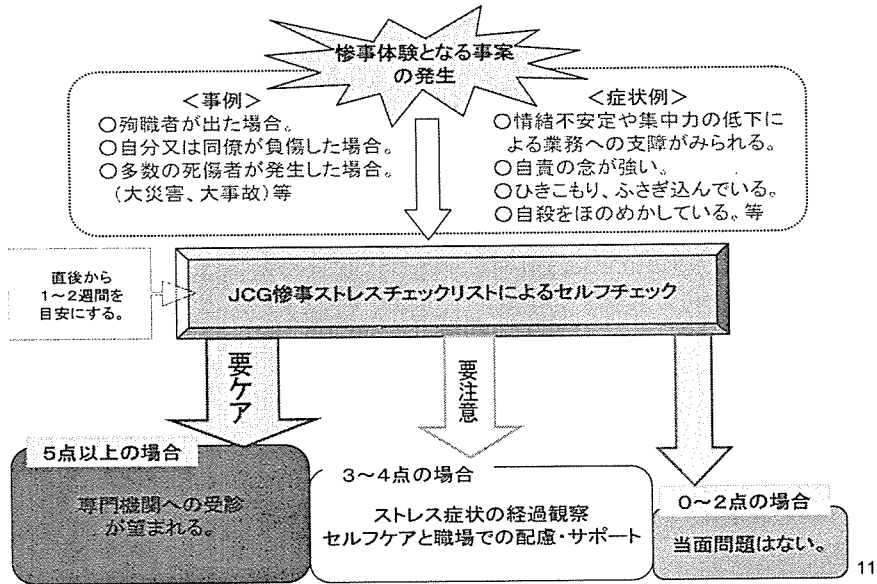 惨事体験となる事案
の発生
＜事例＞
○殉職者が出た場合。
○自分又は同僚が負傷した場合。
○多数の死傷者が発生した場合。
（大災害、大事故）等
＜症状例＞
○情緒不安定や集中力の低下に
よる業務への支障がみられる。
○自責の念が強い。
○ひきこもり、ふさぎ込んでいる。
○自殺をほのめかしている。等
直後から
1～2週間を
目安にする。
JCG惨事ストレスチェックリストによるセルフチェック
要ケア
要注意
5点以上の場合
専門機関への受診
が望まれる。
3～4点の場合
ストレス症状の経過観察
セルフケアと職場での配慮・サポート
0～2点の場合
当面問題はない。
11